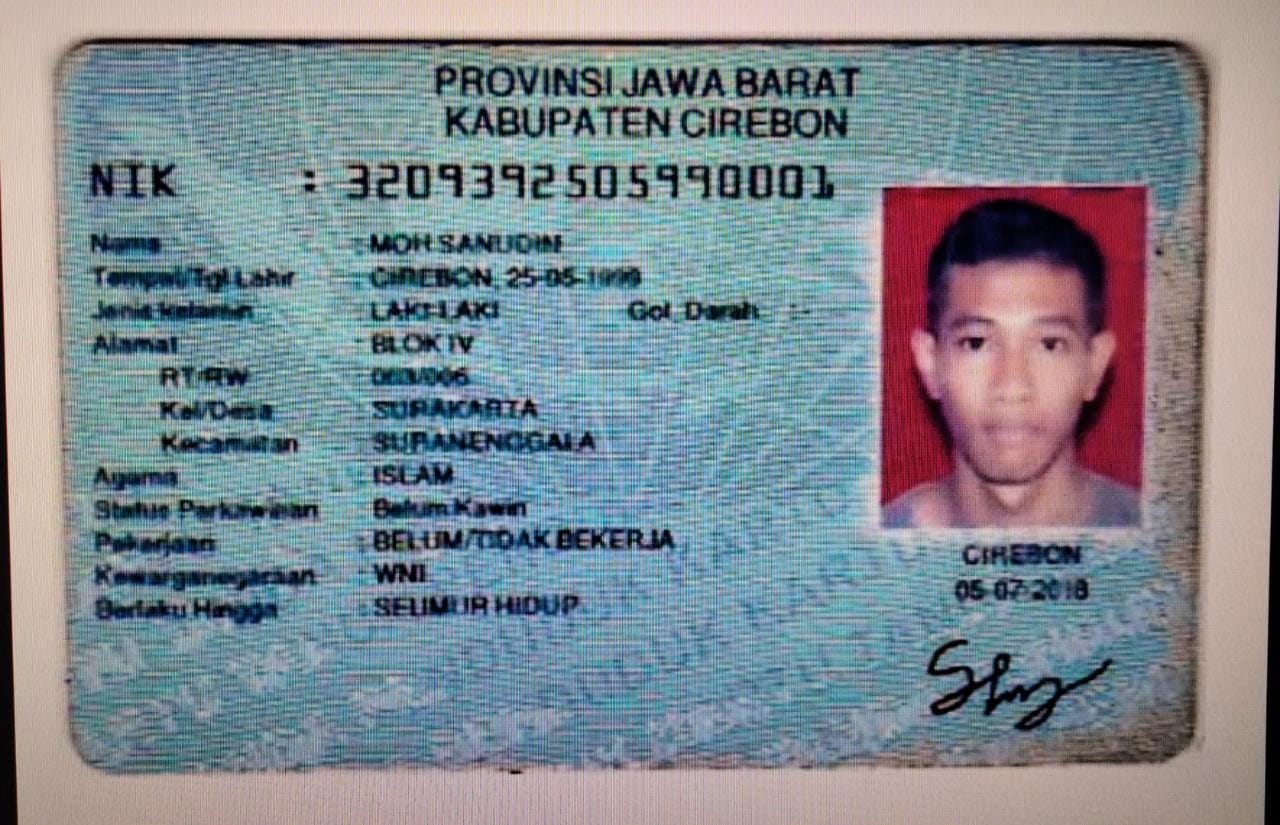 PROVINSI JAWA BARAT
KABUPATEN CIREBON
NIK : 3209392505990001
Nama : MOH SANUDIN
Tempat/Tgl Lahir : CIREBON, 25-05-1999
Jenis kelamin : LAKI-LAKI Gol. Darah : -
Alamat : BLOK IV
RT/RW : 003/006
Kel/Desa : SURAKARTA
Kecamatan : SURANENGGALA
Agama : ISLAM
Status Perkawinan : Belum Kawin
Pekerjaan : BELUM/TIDAK BEKERJA
Kewarganegaraan : WNI
Berlaku Hingga : SEUMUR HIDUP
CIREBON
05-07-2018